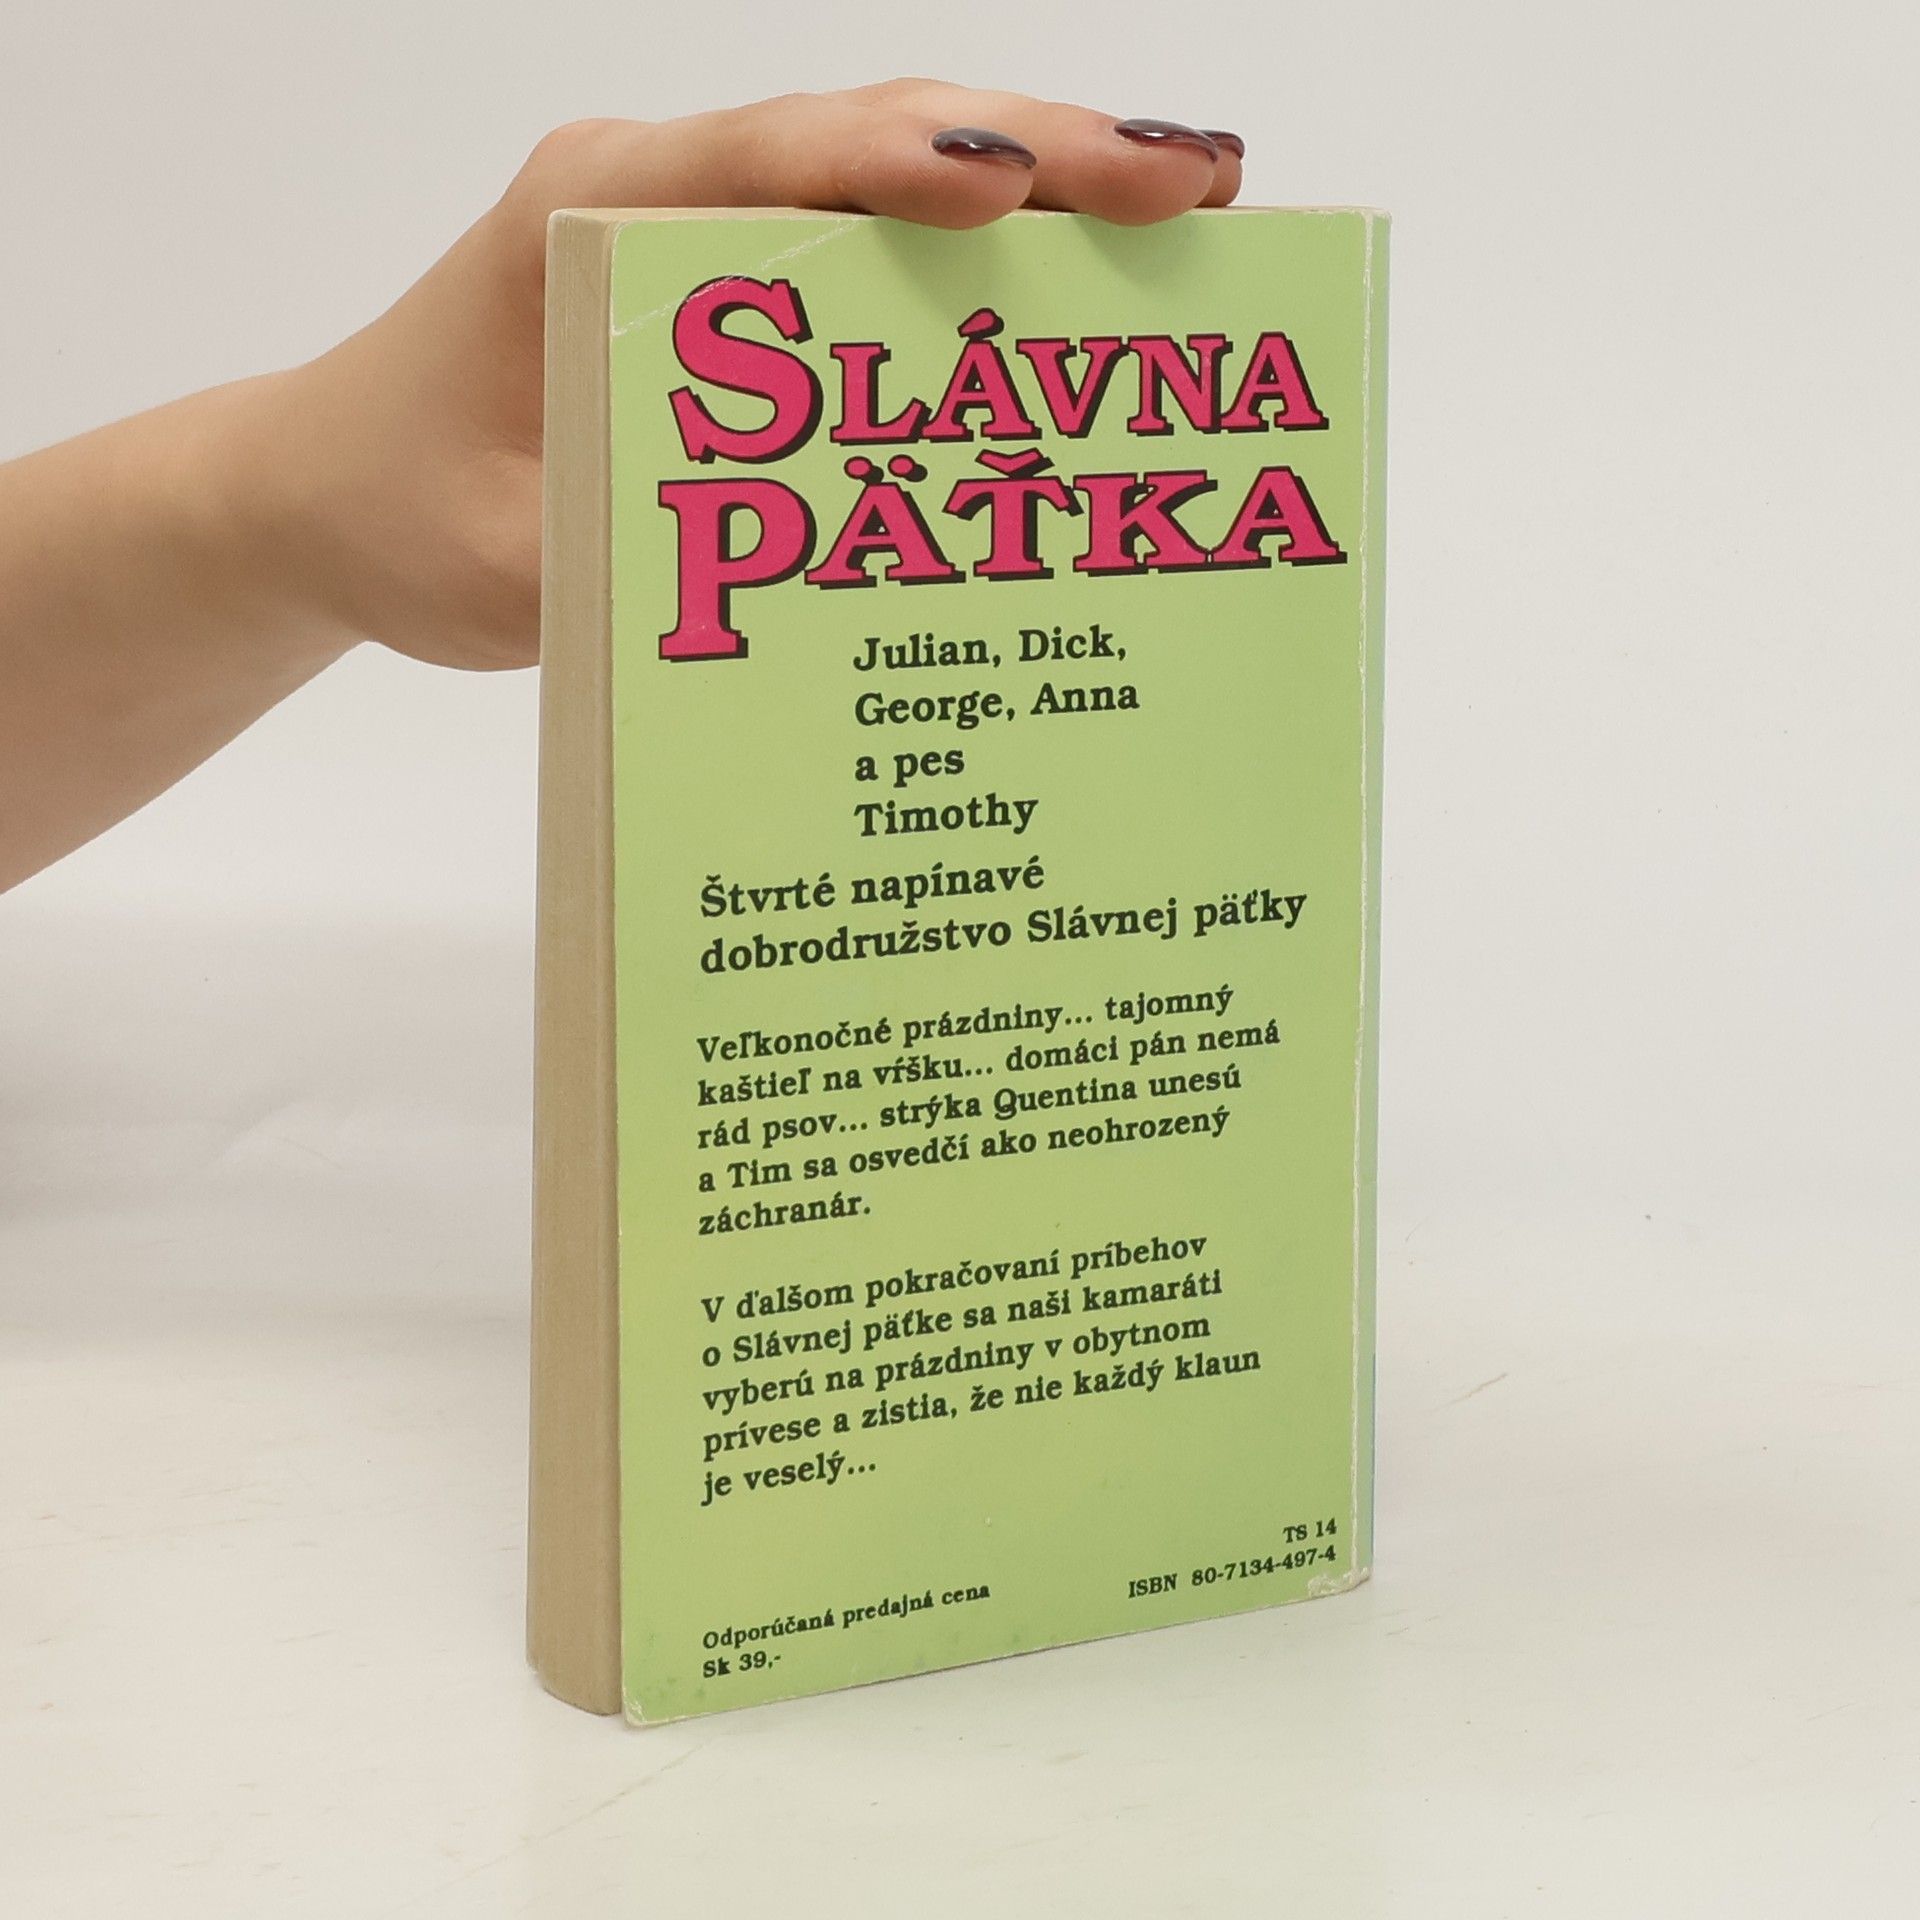 SLÁVNA
PÄŤKA
Julian, Dick,
George, Anna
a pes
Timothy
Štvrté napínavé
dobrodružstvo Slávnej päťky
Veľkonočné prázdniny... tajomný
kaštieľ na vŕšku... domáci pán nemá
rád psov... strýka Quentina unesú
a Tim sa osvedčí ako neohrozený
záchranár.
V ďalšom pokračovaní príbehov
o Slávnej päťke sa naši kamaráti
vyberú na prázdniny v obytnom
prívese a zistia, že nie každý klaun
je veselý...
TS 14
ISBN 80-7134-497-4
Odporúčaná predajná cena
Sk 39,-